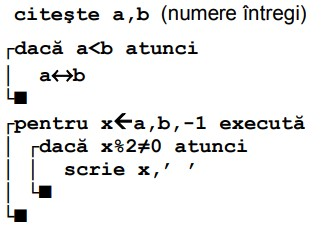 citeşte a,b (numere întregi)
┌dacă a<b atunci
│ a↔b
└■
┌pentru x←a,b,-1 execută
│ ┌dacă x%2≠0 atunci
│ │ scrie x,’ ’
│ └■
└■